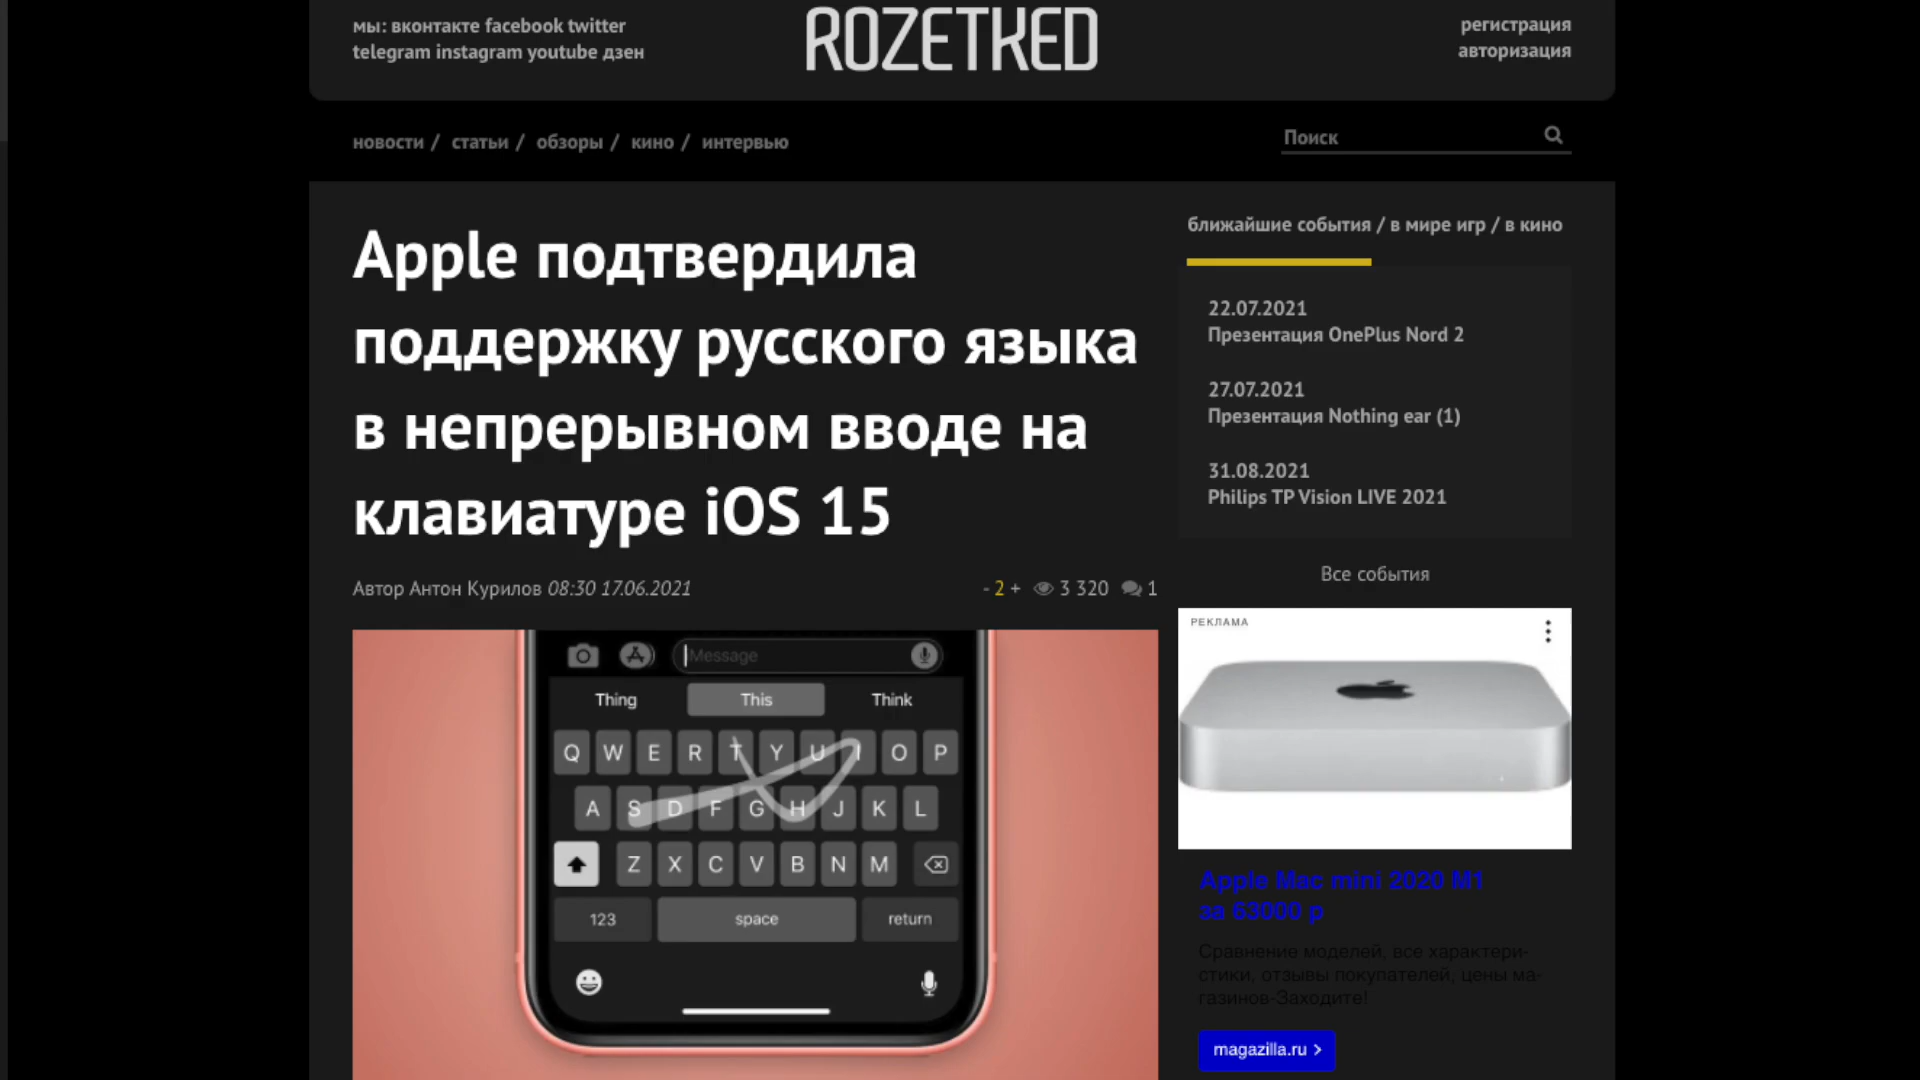 мы: вконтакте facebook twitter
telegram instagram youtube дзен
ROZETKED
регистрация
авторизация
новости / статьи / обзоры / кино / интервью
Поиск
Apple подтвердила
поддержку русского языка
в непрерывном вводе на
клавиатуре iOS 15
Автор Антон Курилов 08:30 17.06.2021
- 2 + 3 320 1
Message
Thing This Think
Q W E R T Y U I O P
A S D F G H J K L
Z X C V B N M
123 space return
ближайшие события / в мире игр / в кино
22.07.2021
Презентация OnePlus Nord 2
27.07.2021
Презентация Nothing ear (1)
31.08.2021
Philips TP Vision LIVE 2021
Все события
РЕКЛАМА
Apple Mac mini 2020 M1
за 63000 р
Сравнение моделей, все характери-
стики, отзывы покупателей, цены ма-
газинов-Заходите!
magazilla.ru >